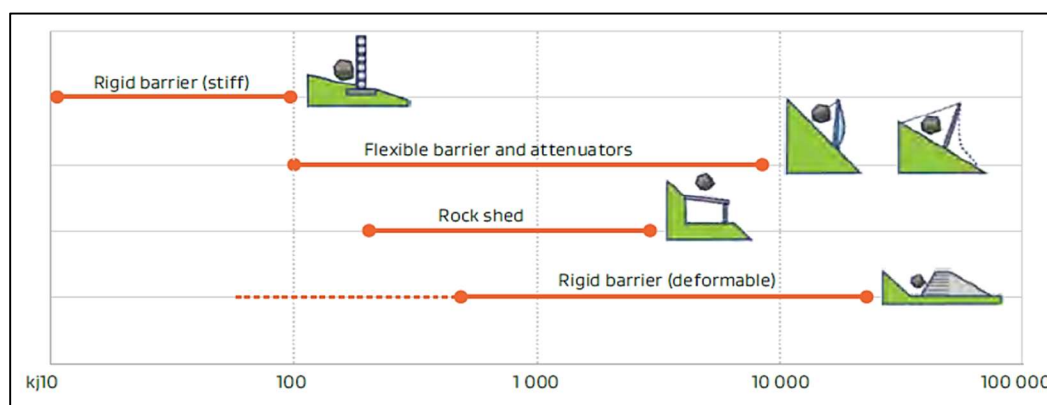 Rigid barrier (stiff)
Flexible barrier and attenuators
Rock shed
Rigid barrier (deformable)
kj10 100 1 000 10 000 100 000